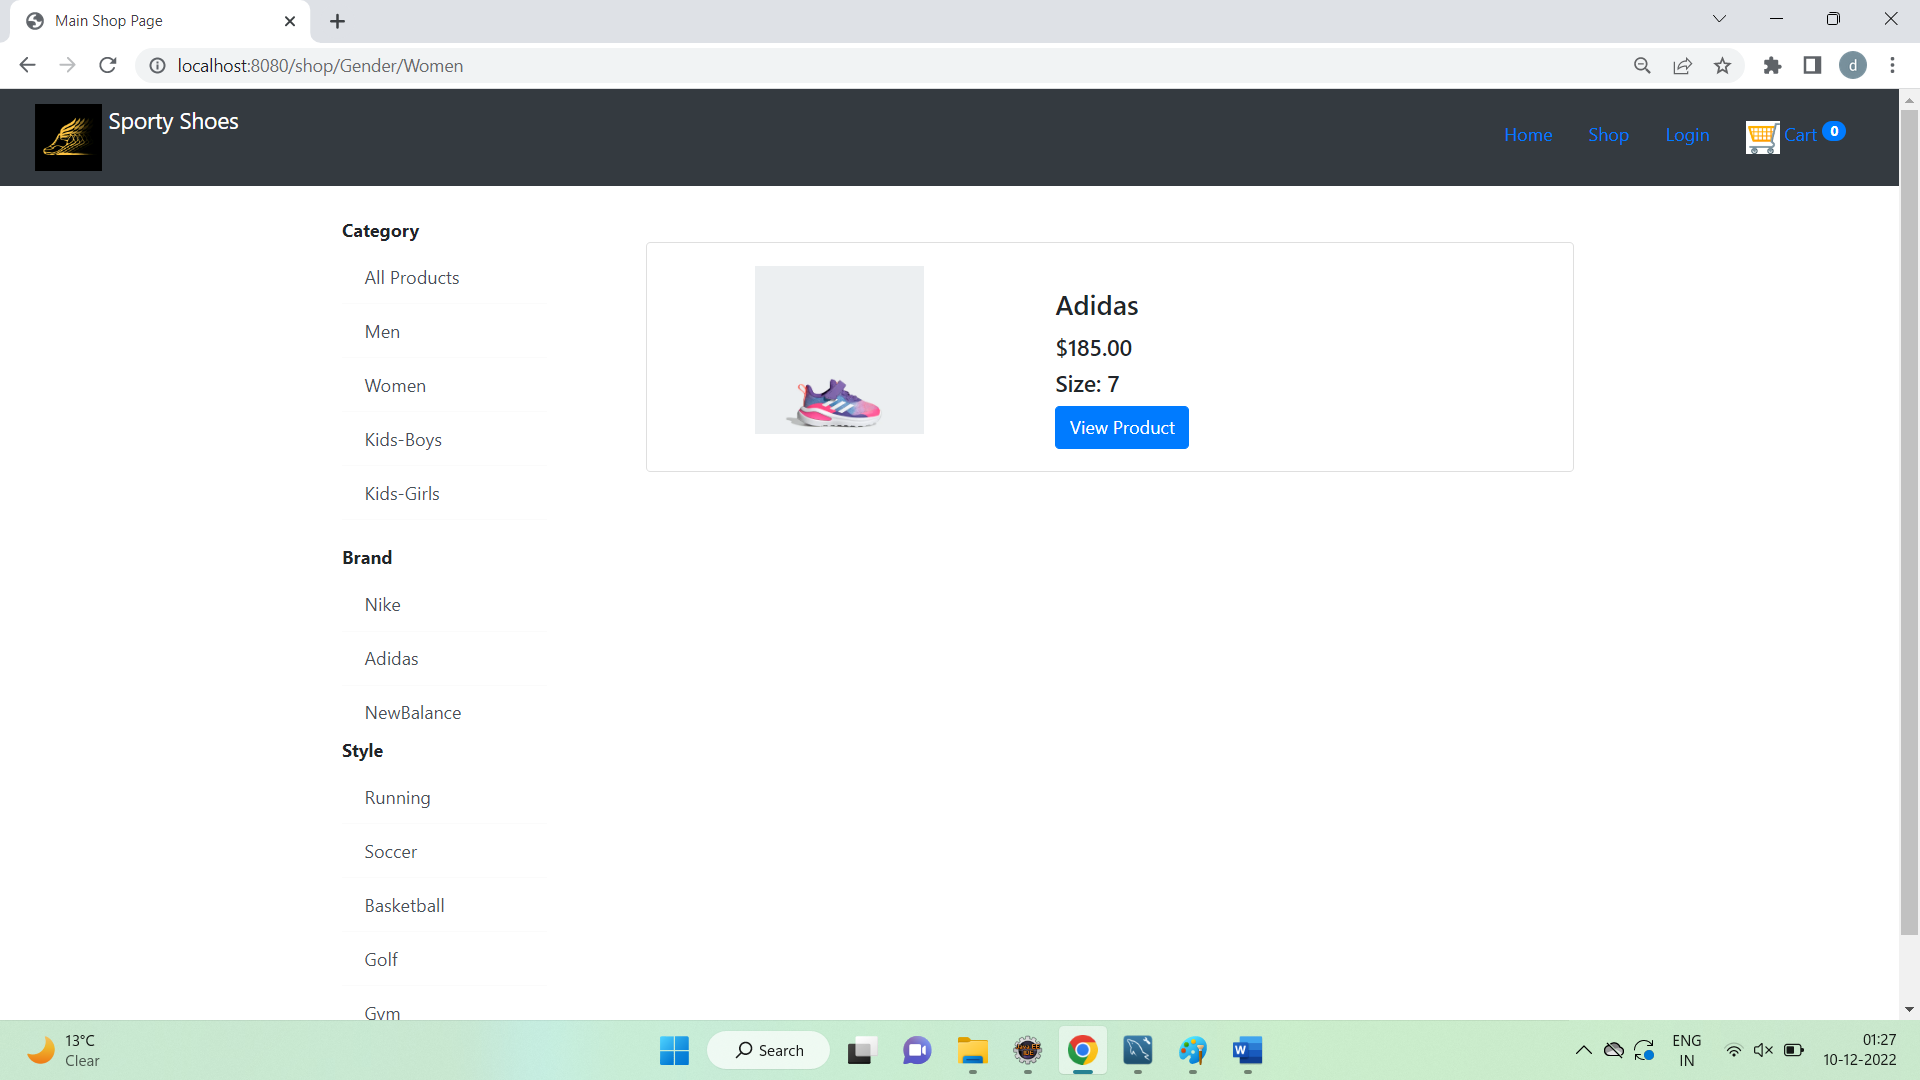 Main Shop Page
localhost:8080/shop/Gender/Women
d
Sporty Shoes
Home
Shop
Login
Cart 0
Category
All Products
Men
Women
Kids-Boys
Kids-Girls
Brand
Nike
Adidas
NewBalance
Style
Running
Soccer
Basketball
Golf
Gym
Adidas
$185.00
Size: 7
View Product
13°C
Clear
Search
W
ENG
IN
01:27
10-12-2022